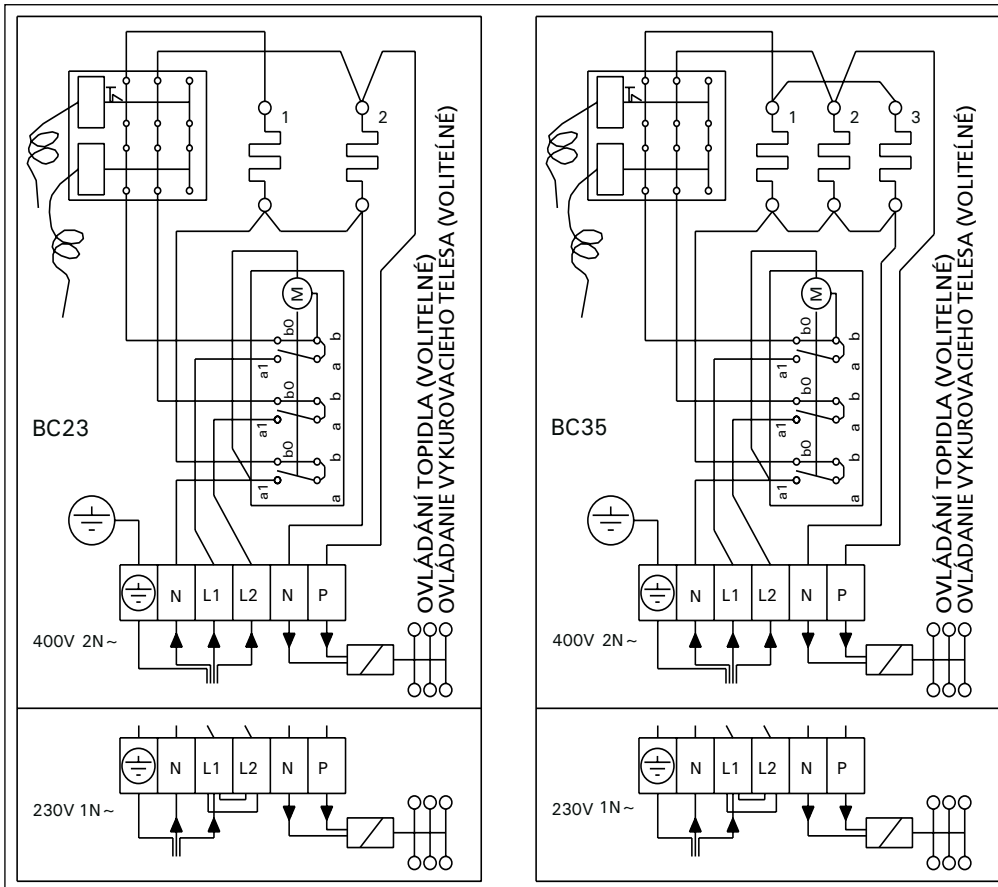 1
2
T
M
b0
b
a1
a
b0
b
a1
a
b0
b
a1
a
BC23
N
L1
L2
N
P
400V 2N~
OVLÁDÁNÍ TOPIDLA (VOLITELNÉ)
OVLÁDANIE VYKUROVACIEHO TELESA (VOLITEĹNÉ)
N
L1
L2
N
P
230V 1N~
1
2
3
T
M
b0
b
a1
a
b0
b
a1
a
b0
b
a1
a
BC35
N
L1
L2
N
P
400V 2N~
OVLÁDÁNÍ TOPIDLA (VOLITELNÉ)
OVLÁDANIE VYKUROVACIEHO TELESA (VOLITEĹNÉ)
N
L1
L2
N
P
230V 1N~